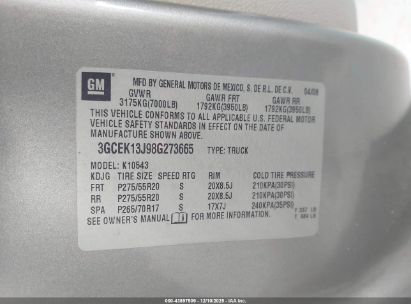 GM
MFD BY GENERAL MOTORS DE MEXICO, S. DE R.L. DE C.V. 04/08
GVWR GAWR FRT GAWR RR
3175KG(7000LB) 1792KG(3950LB) 1792KG(3950LB)
THIS VEHICLE CONFORMS TO ALL APPLICABLE U.S. FEDERAL MOTOR
VEHICLE SAFETY STANDARDS IN EFFECT ON THE DATE OF
MANUFACTURE SHOWN ABOVE.
3GCEK13J98G273665 TYPE: TRUCK
MODEL: K10543
KDJG TIRE SIZE SPEED RTG RIM COLD TIRE PRESSURE
FRT P275/55R20 S 20X8.5J 210KPA(30PSI)
RR P275/55R20 S 20X8.5J 210KPA(30PSI)
SPA P265/70R17 S 17X7J 240KPA(35PSI)
SEE OWNER'S MANUAL FOR MORE INFORMATION.